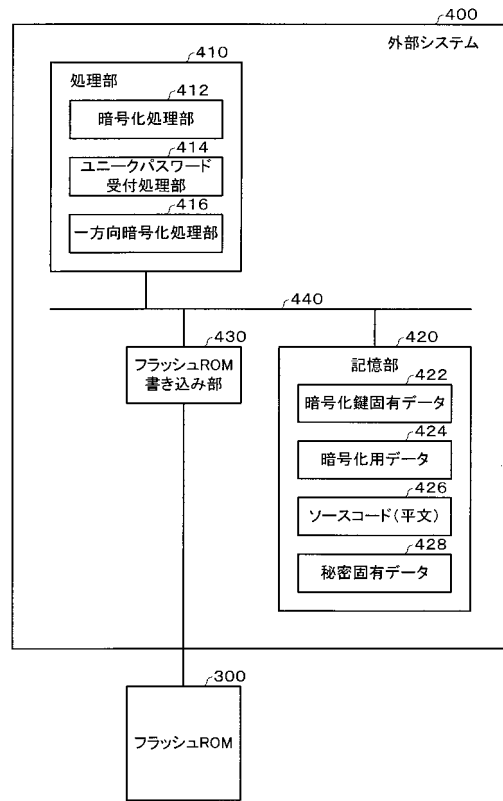 400
外部システム
410
処理部
412
暗号化処理部
414
ユニークパスワード
受付処理部
416
一方向暗号化処理部
440
430
フラッシュROM
書き込み部
420
記憶部
422
暗号化鍵固有データ
424
暗号化用データ
426
ソースコード(平文)
428
秘密固有データ
300
フラッシュROM